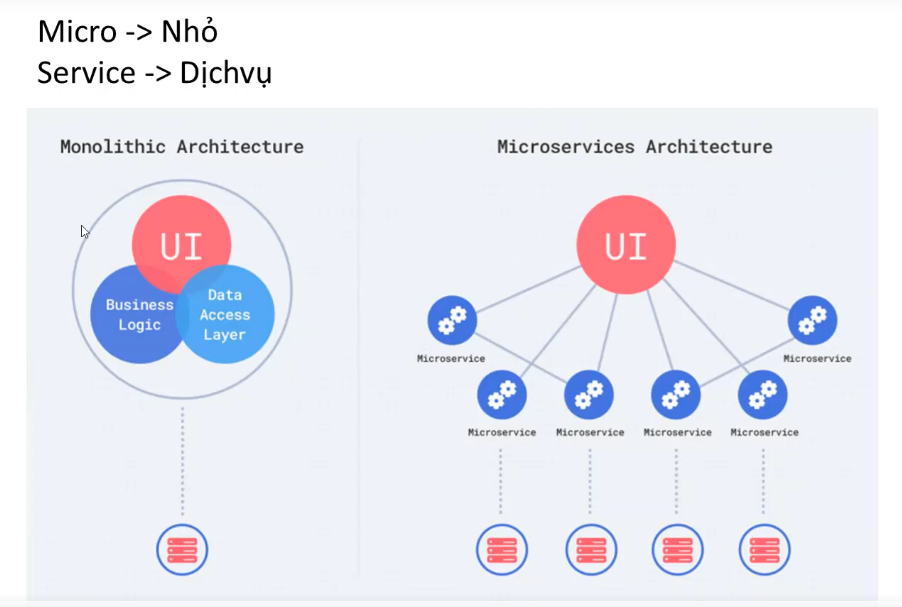 Micro -> Nhỏ
Service -> Dịchvụ
Monolithic Architecture
Microservices Architecture
UI
Business
Logic
Data
Access
Layer
UI
Microservice
Microservice
Microservice
Microservice
Microservice
Microservice